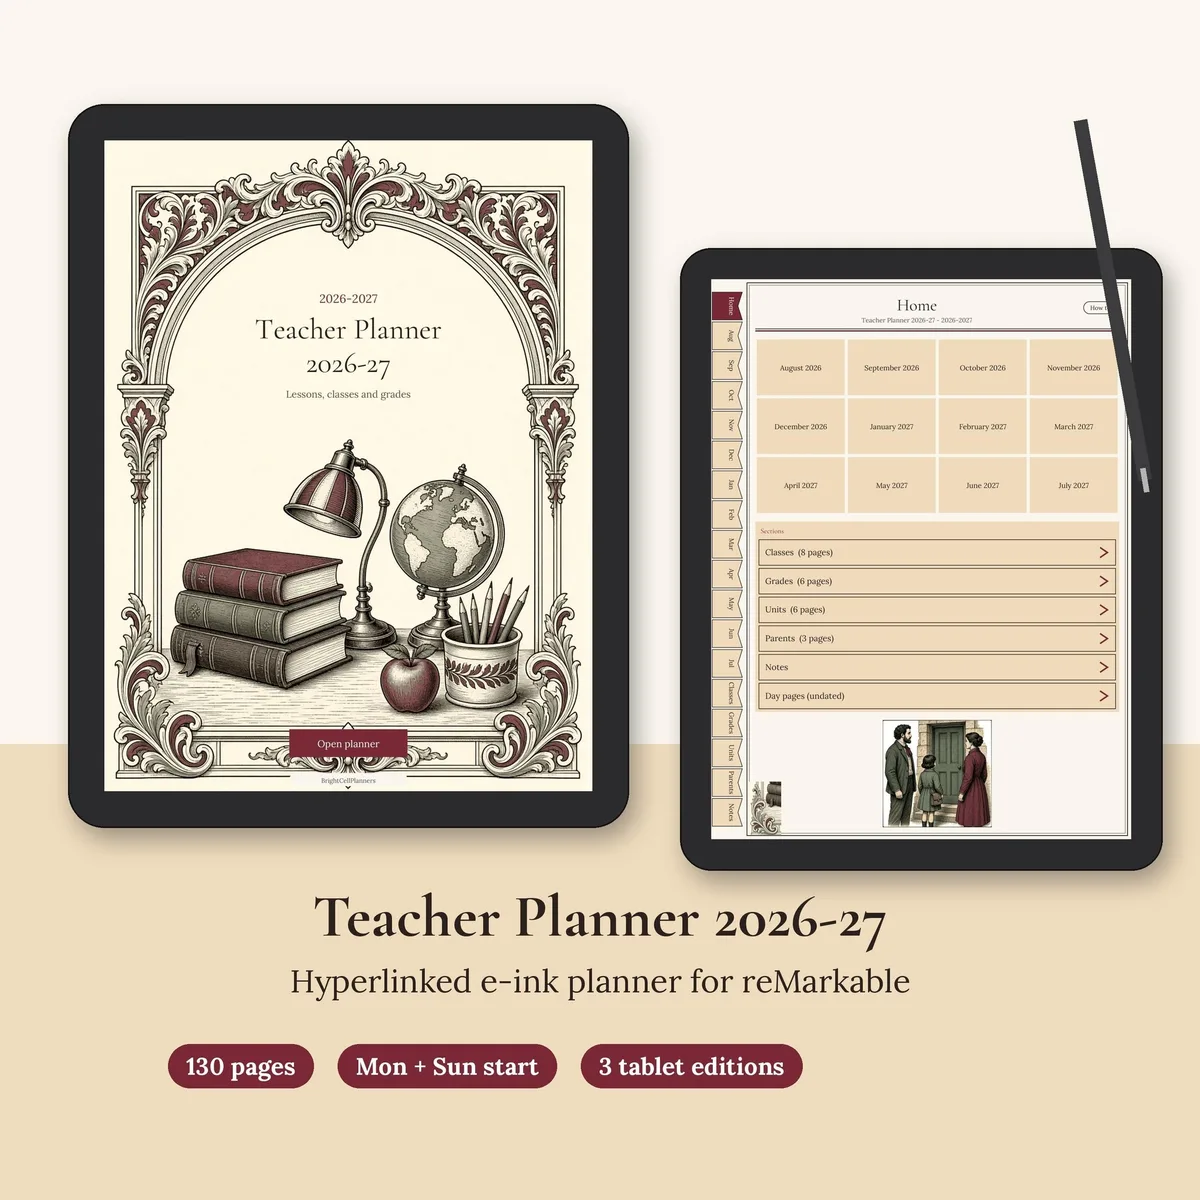 2026-2027
Teacher Planner
2026-27
Lessons, classes and grades
Open planner
BrightCellPlanners
Home
Aug
Sep
Oct
Nov
Dec
Jan
Feb
Mar
Apr
May
Jun
Jul
Classes
Grades
Units
Parents
Notes
Home
Teacher Planner 2026-27 - 2026-2027
How
August 2026 September 2026 October 2026 November 2026
December 2026 January 2027 February 2027 March 2027
April 2027 May 2027 June 2027 July 2027
Sections
Classes (8 pages)
Grades (6 pages)
Units (6 pages)
Parents (3 pages)
Notes
Day pages (undated)
Teacher Planner 2026-27
Hyperlinked e-ink planner for reMarkable
130 pages Mon + Sun start 3 tablet editions